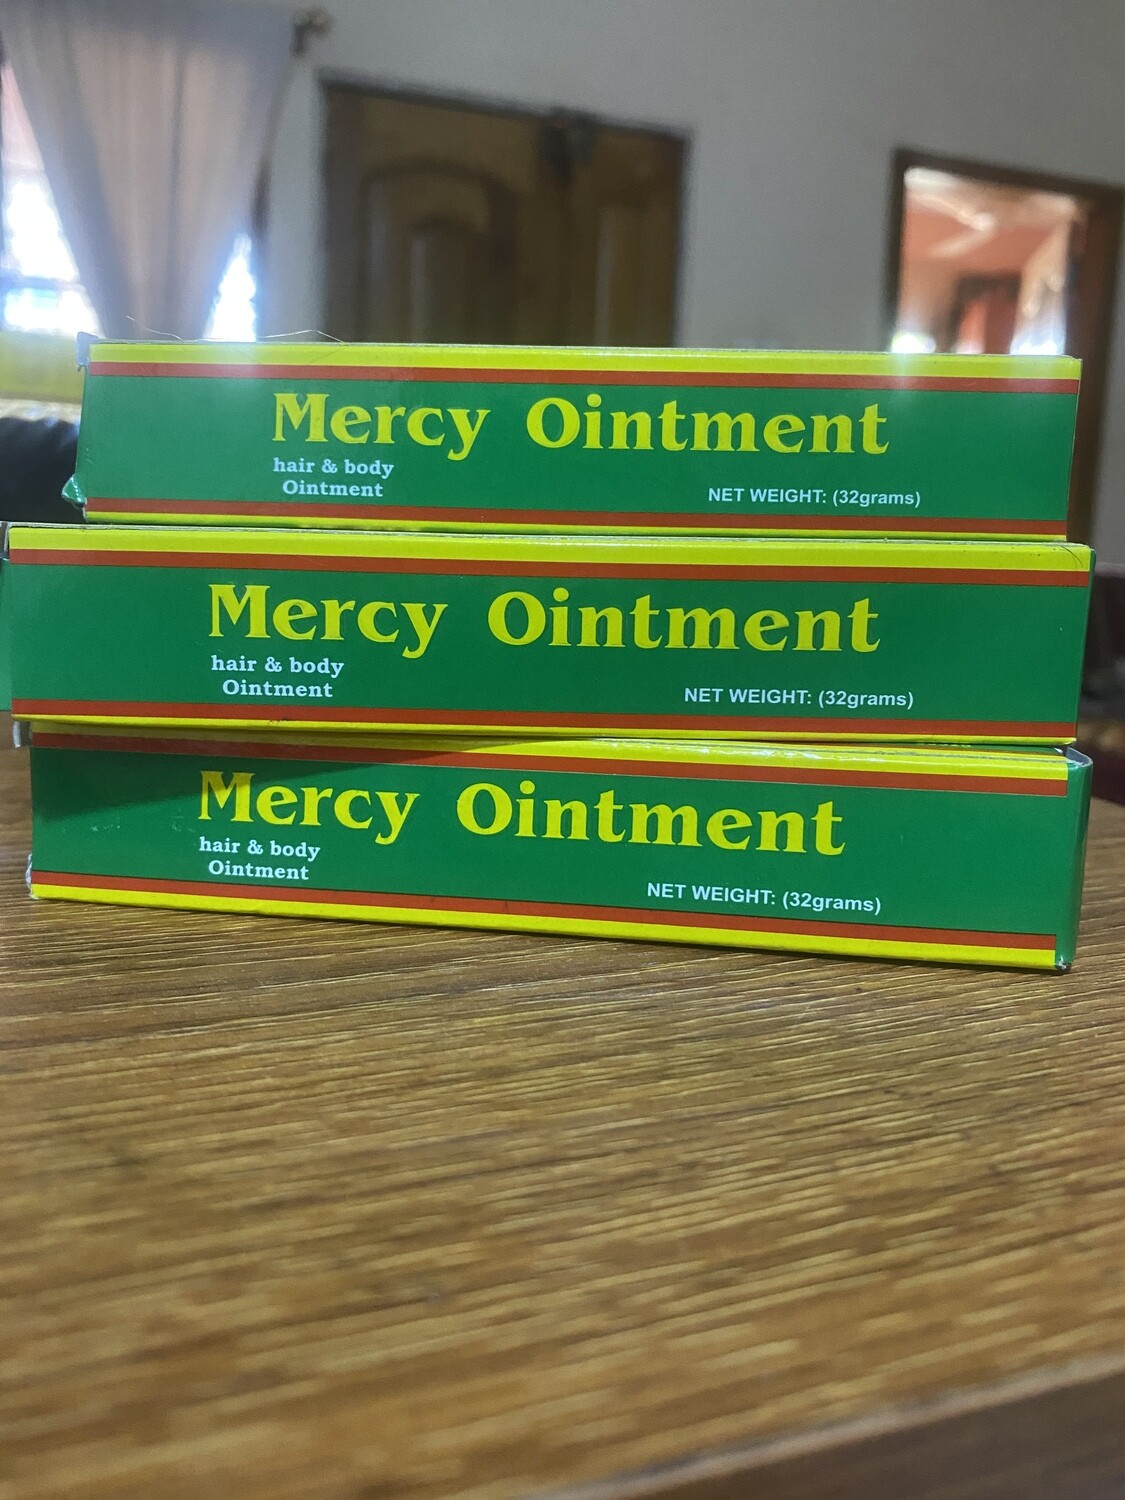 Mercy Ointment
hair & body
Ointment
NET WEIGHT: (32grams)
Mercy Ointment
hair & body
Ointment
NET WEIGHT: (32grams)
Mercy Ointment
hair & body
Ointment
NET WEIGHT: (32grams)